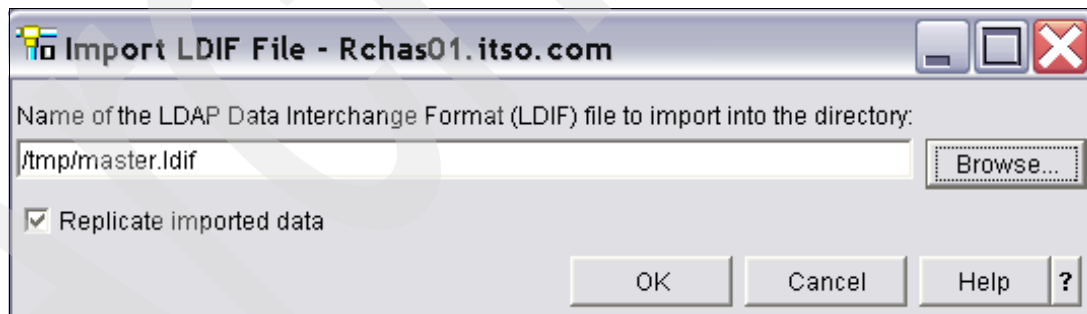 Import LDIF File - Rchas01.itso.com
Name of the LDAP Data Interchange Format (LDIF) file to import into the directory:
/tmp/master.ldif
Browse...
Replicate imported data
OK Cancel Help ?